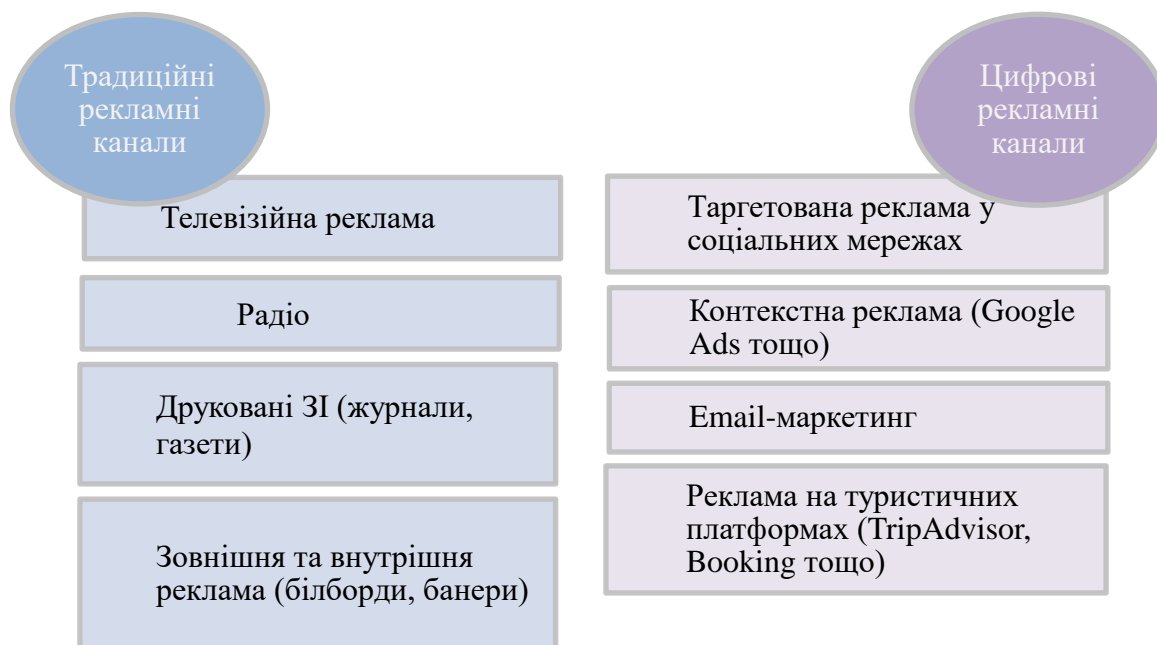 Традиційні
рекламні
канали
Телевізійна реклама
Радіо
Друковані ЗІ (журнали,
газети)
Зовнішня та внутрішня
реклама (білборди, банери)
Цифрові
рекламні
канали
Таргетована реклама у
соціальних мережах
Контекстна реклама (Google
Ads тощо)
Email-маркетинг
Реклама на туристичних
платформах (TripAdvisor,
Booking тощо)